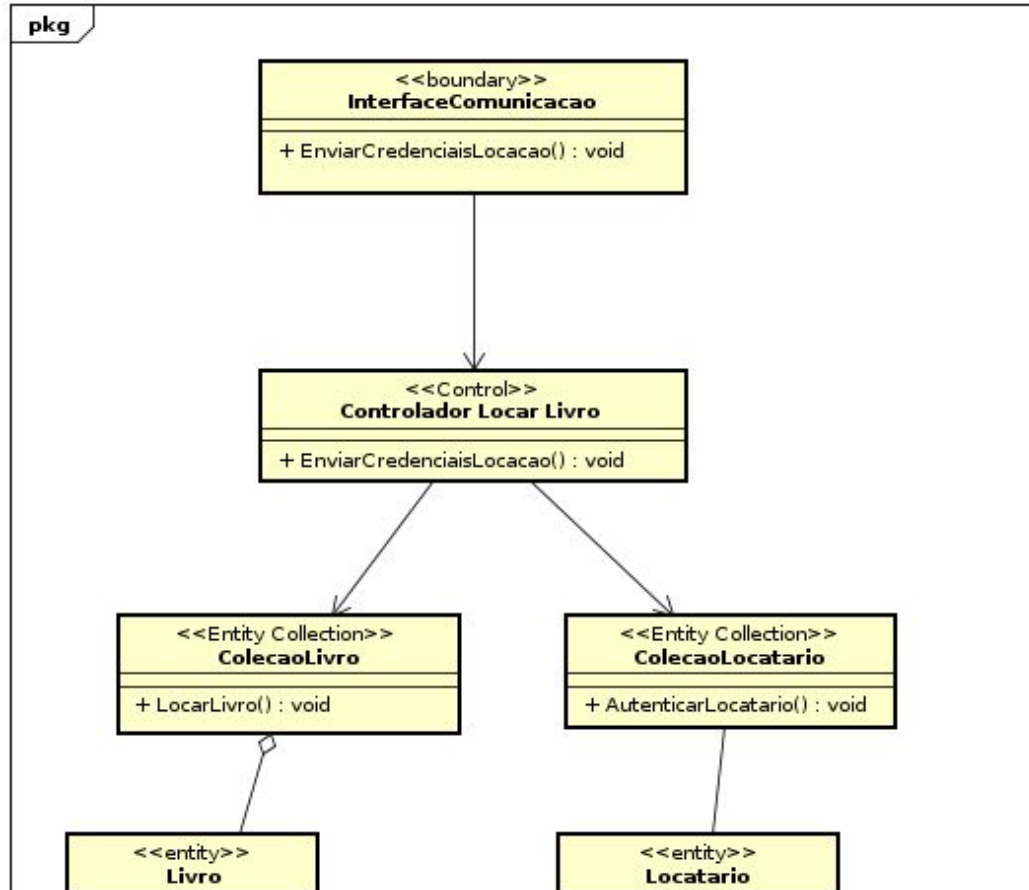 pkg
<<boundary>>
InterfaceComunicacao
+ EnviarCredenciaisLocacao() : void
<<Control>>
Controlador Locar Livro
+ EnviarCredenciaisLocacao() : void
<<Entity Collection>>
ColecaoLivro
+ LocarLivro() : void
<<Entity Collection>>
ColecaoLocatario
+ AutenticarLocatario() : void
<<entity>>
Livro
<<entity>>
Locatario